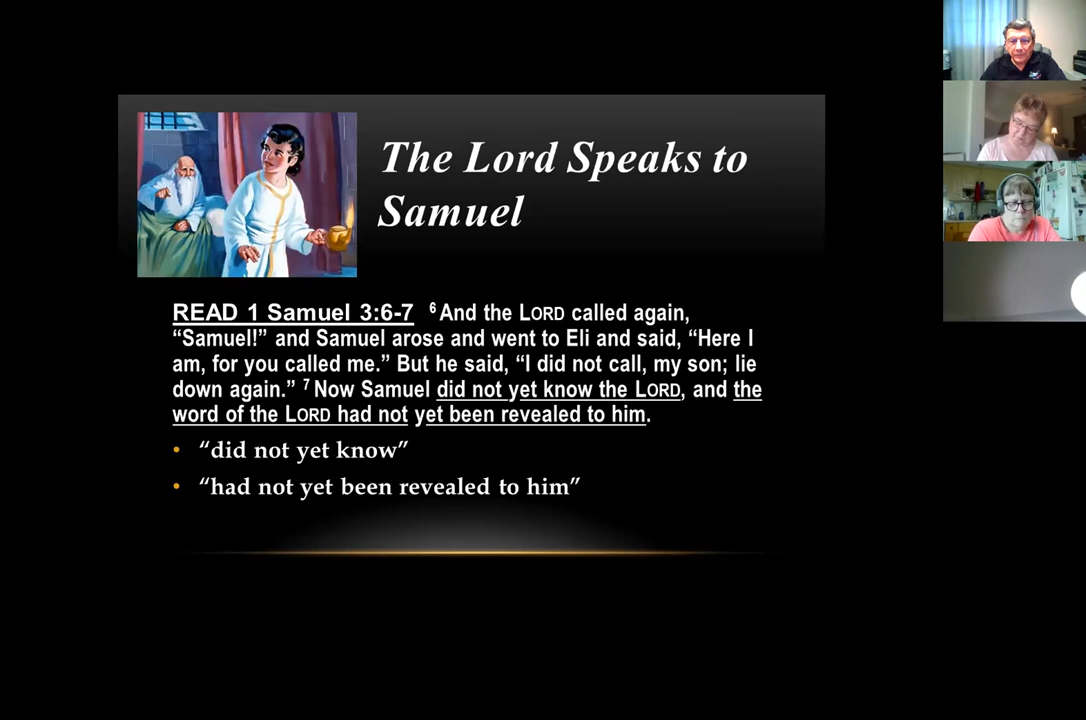 The Lord Speaks to
Samuel
READ 1 Samuel 3:6-7 6 And the LORD called again,
“Samuel!” and Samuel arose and went to Eli and said, “Here I
am, for you called me.” But he said, “I did not call, my son; lie
down again.” 7 Now Samuel did not yet know the LORD, and the
word of the LORD had not yet been revealed to him.
• “did not yet know”
• “had not yet been revealed to him”